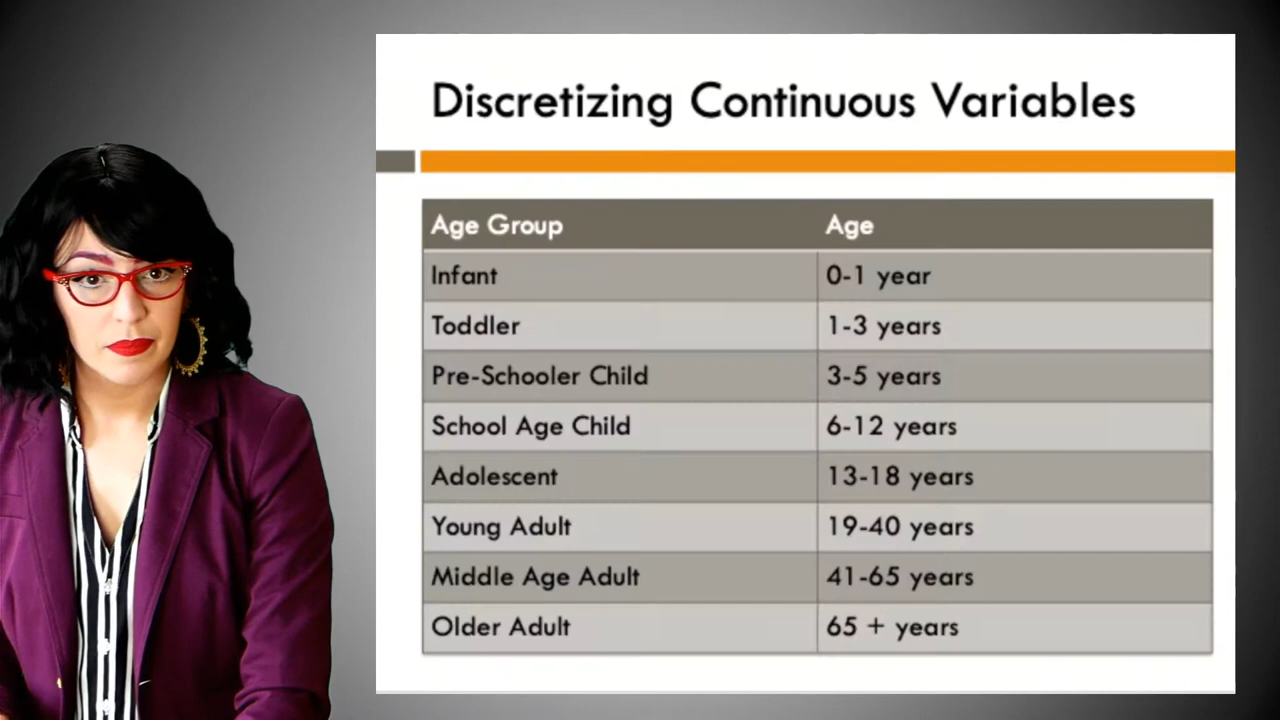 Discretizing Continuous Variables
Age Group Age
Infant 0-1 year
Toddler 1-3 years
Pre-Schooler Child 3-5 years
School Age Child 6-12 years
Adolescent 13-18 years
Young Adult 19-40 years
Middle Age Adult 41-65 years
Older Adult 65 + years